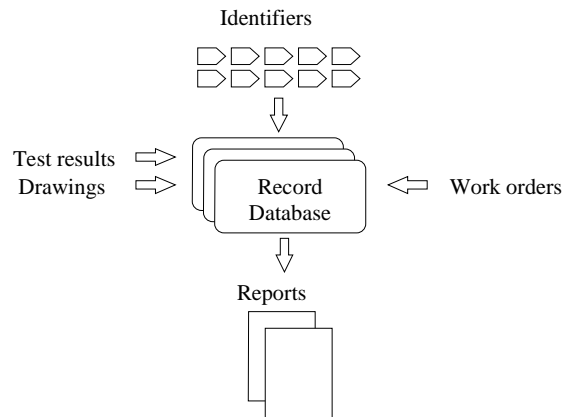 Identifiers
Test results
Drawings
Record
Database
Work orders
Reports